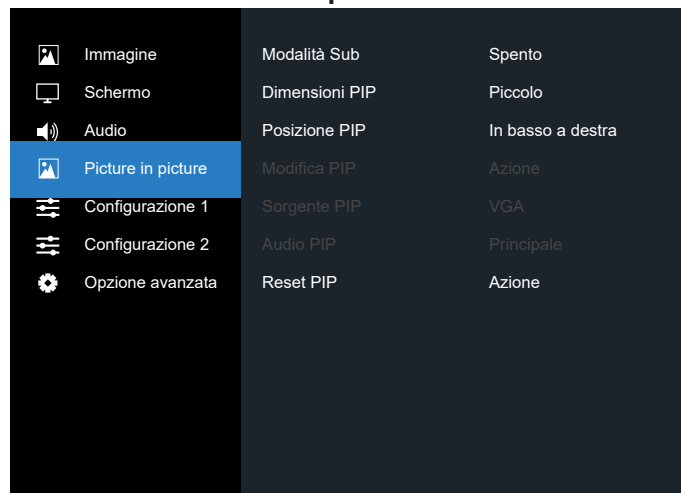 Immagine Modalità Sub Spento
Schermo Dimensioni PIP Piccolo
Audio Posizione PIP In basso a destra
Picture in picture Modifica PIP Azione
Configurazione 1 Sorgente PIP VGA
Configurazione 2 Audio PIP Principale
Opzione avanzata Reset PIP Azione